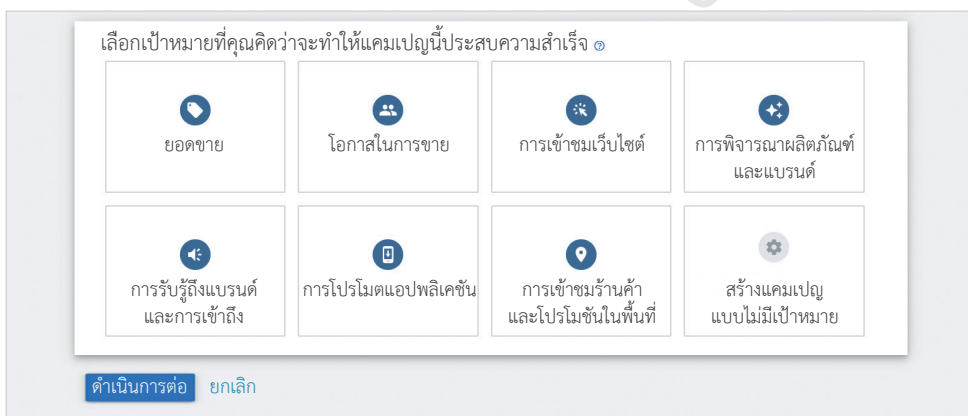 เลือกเป้าหมายที่คุณคิดว่าจะทำให้แคมเปญนี้ประสบความสำเร็จ
ยอดขาย
โอกาสในการขาย
การเข้าชมเว็บไซต์
การพิจารณาผลิตภัณฑ์
และแบรนด์
การรับรู้ถึงแบรนด์
และการเข้าถึง
การโปรโมตแอปพลิเคชัน
การเข้าชมร้านค้า
และโปรโมชันในพื้นที่
สร้างแคมเปญ
แบบไม่มีเป้าหมาย
ดำเนินการต่อ
ยกเลิก